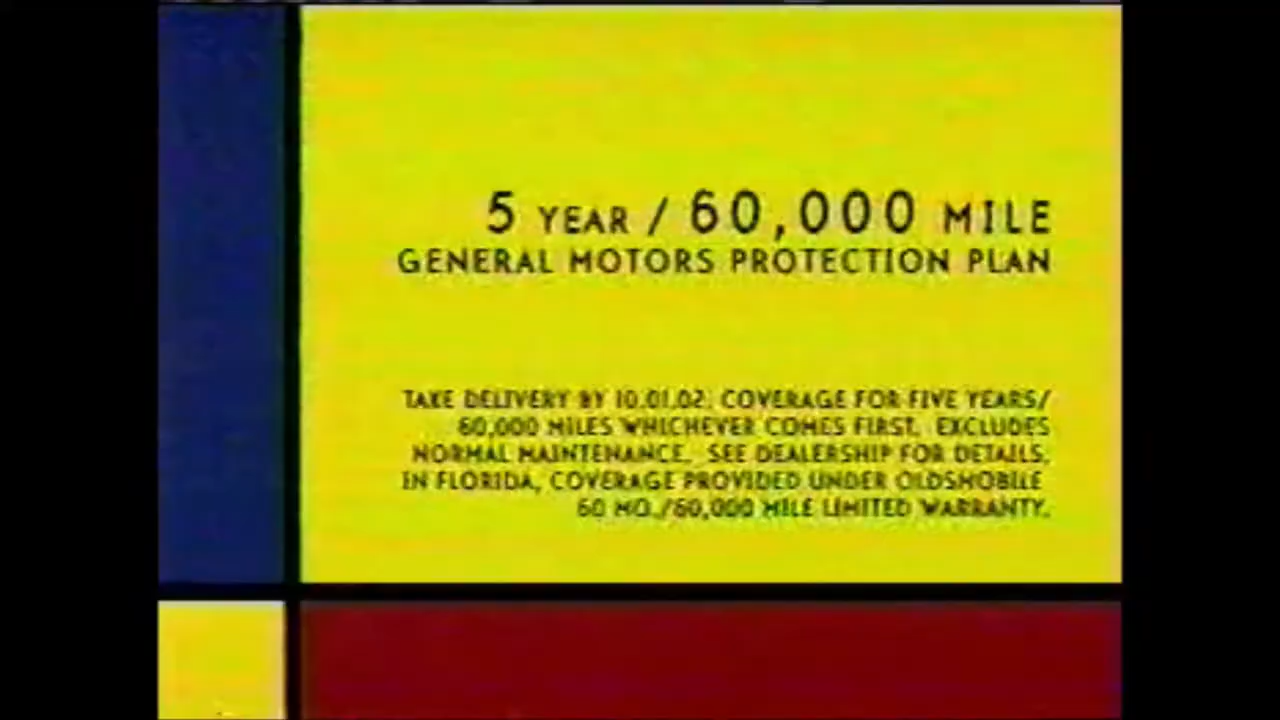 5 YEAR / 60,000 MILE
GENERAL MOTORS PROTECTION PLAN
TAKE DELIVERY BY 10.01.02. COVERAGE FOR FIVE YEARS/
60,000 MILES WHICHEVER COMES FIRST. EXCLUDES
NORMAL MAINTENANCE. SEE DEALERSHIP FOR DETAILS.
IN FLORIDA, COVERAGE PROVIDED UNDER OLDSMOBILE
60 MO./60,000 MILE LIMITED WARRANTY.